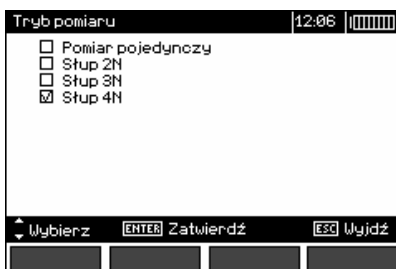 Tryb pomiaru 12:06
Pomiar pojedynczy
Słup 2N
Słup 3N
Słup 4N
Wybierz ENTER Zatwierdź ESC Wyjdź